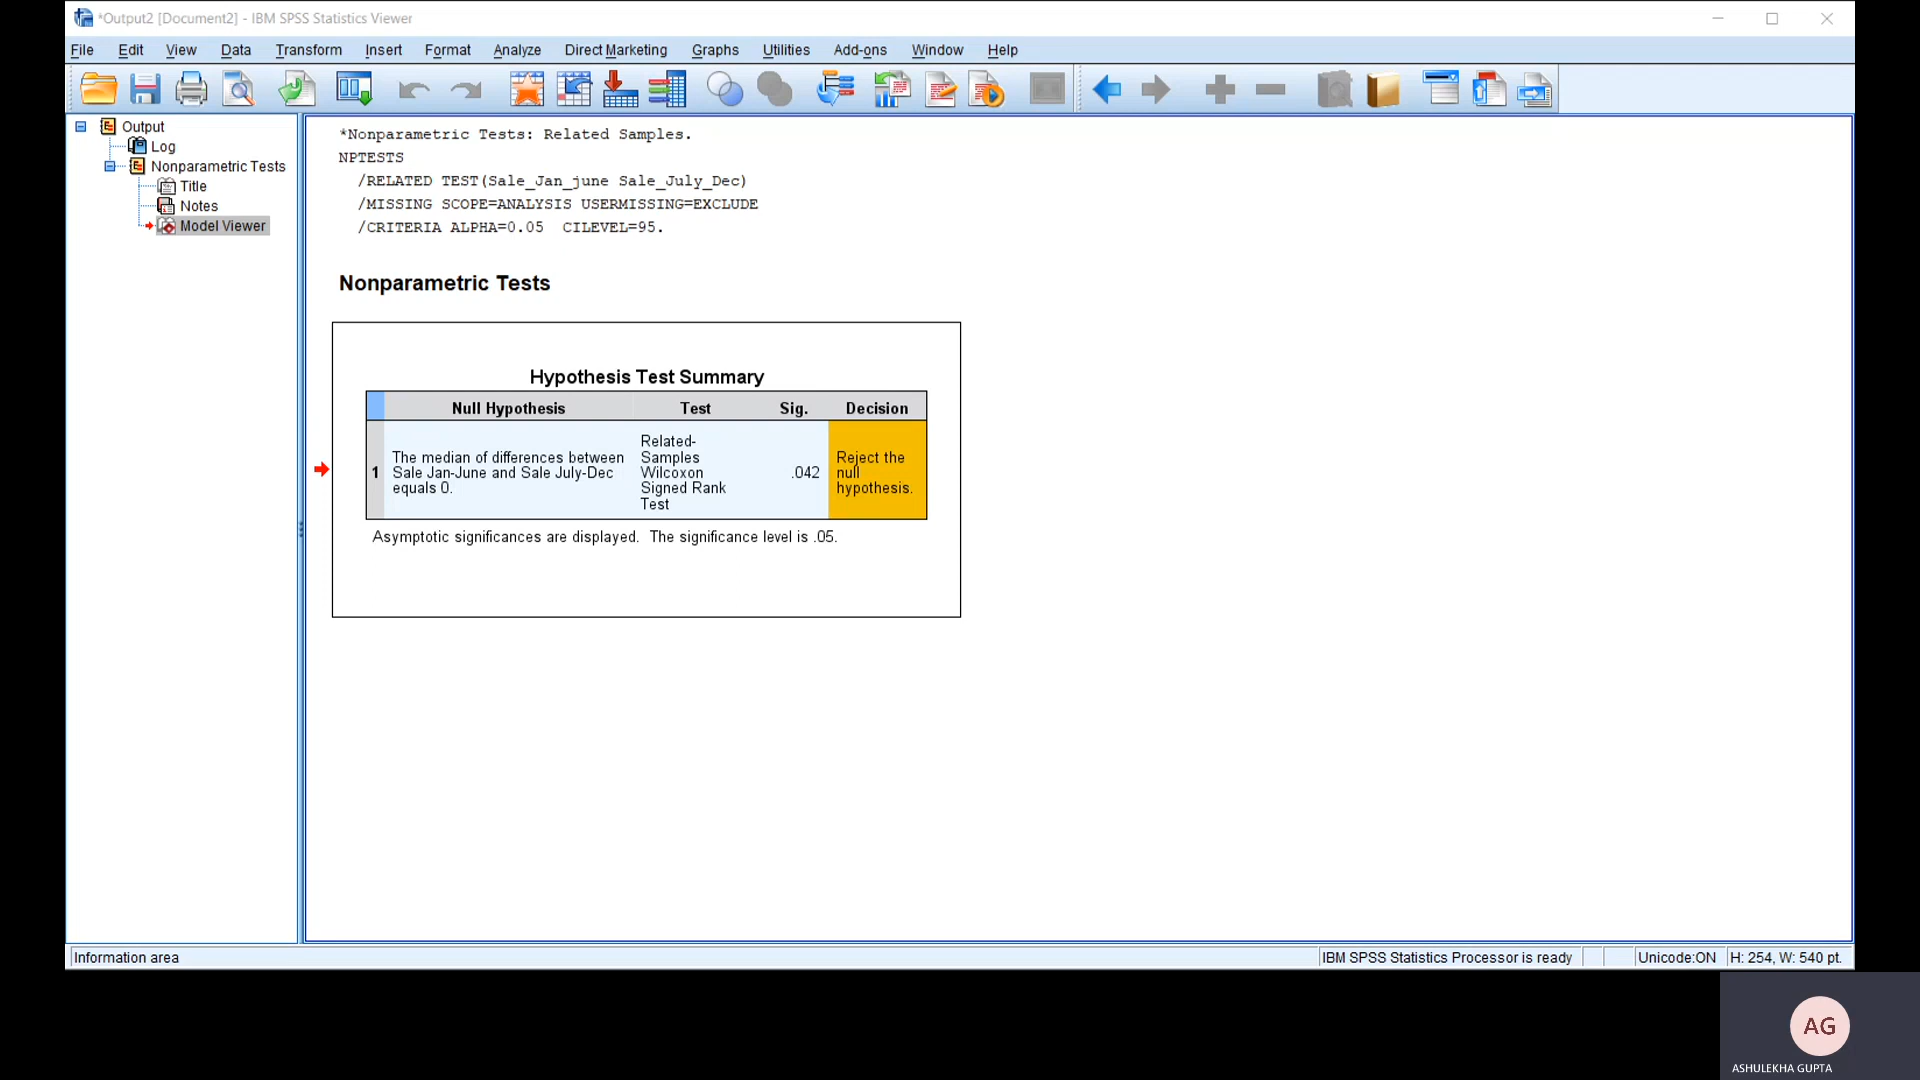 *Output2 [Document2] - IBM SPSS Statistics Viewer
File Edit View Data Transform Insert Format Analyze Direct Marketing Graphs Utilities Add-ons Window Help
Output
Log
Nonparametric Tests
Title
Notes
Model Viewer
*Nonparametric Tests: Related Samples.
NPTESTS
/RELATED TEST(Sale_Jan_june Sale_July_Dec)
/MISSING SCOPE=ANALYSIS USERMISSING=EXCLUDE
/CRITERIA ALPHA=0.05 CILEVEL=95.
Nonparametric Tests
Hypothesis Test Summary
Null Hypothesis Test Sig. Decision
1
The median of differences between
Sale Jan-June and Sale July-Dec
equals 0.
Related-
Samples
Wilcoxon
Signed Rank
Test
.042
Reject the
null
hypothesis.
Asymptotic significances are displayed. The significance level is .05.
Information area
IBM SPSS Statistics Processor is ready
Unicode:ON
H: 254, W: 540 pt.
AG
ASHULEKHA GUPTA